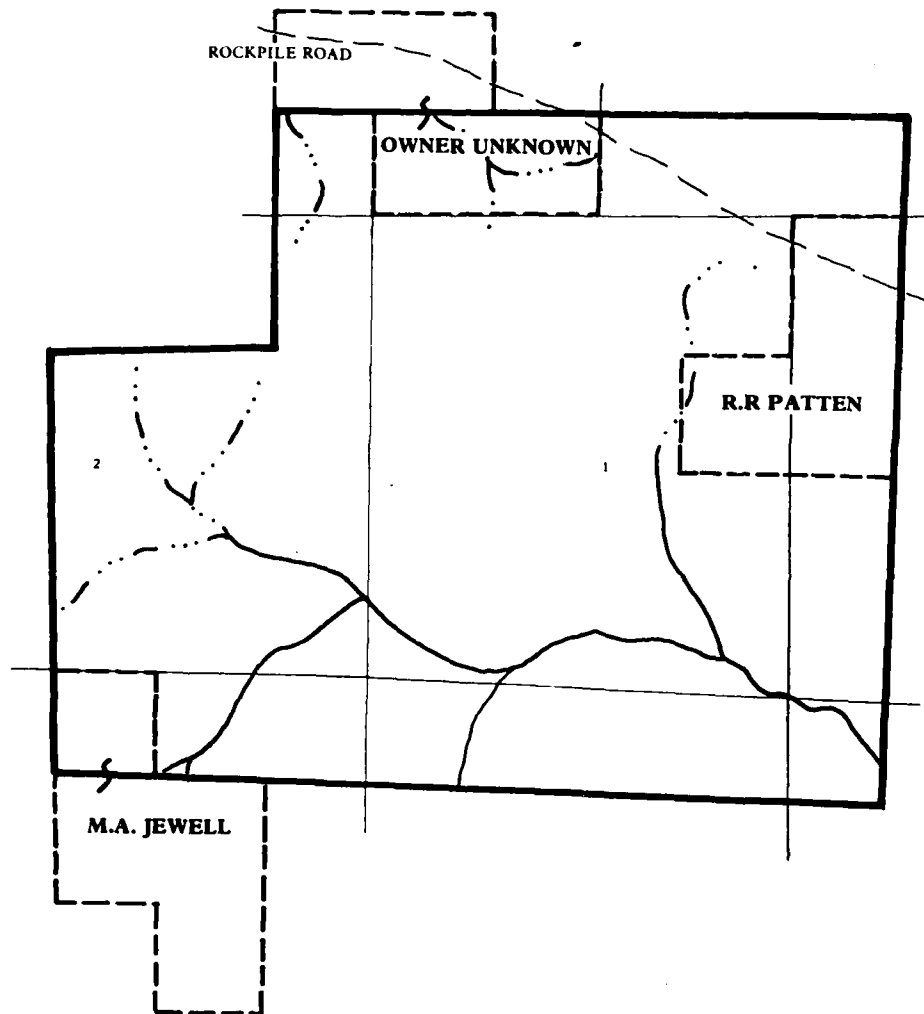 ROCKPILE ROAD
OWNER UNKNOWN
R.R PATTEN
2
1
M.A. JEWELL